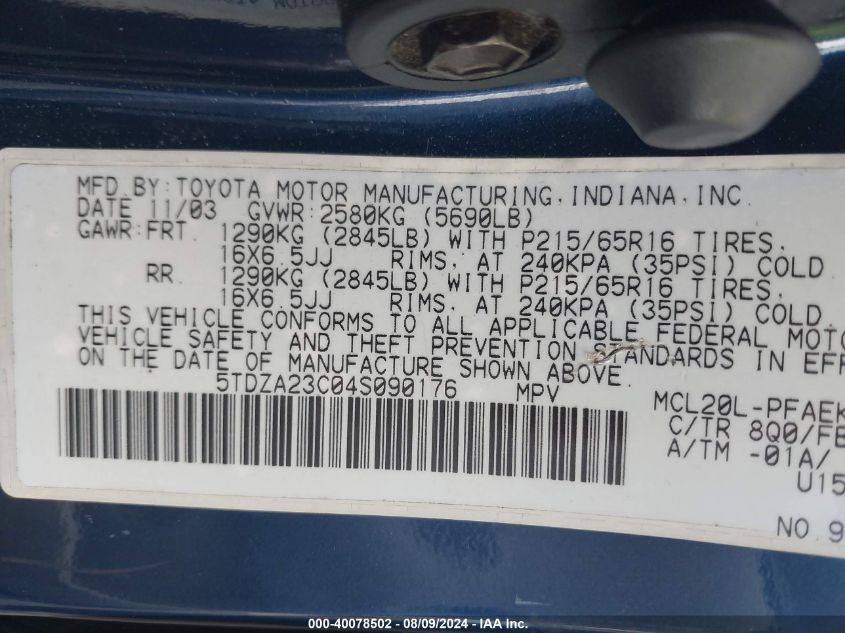 MFD.BY:TOYOTA MOTOR MANUFACTURING, INDIANA, INC.
DATE 11/03 GVWR:2580KG (5690LB)
GAWR:FRT. 1290KG (2845LB) WITH P215/65R16 TIRES.
16X6.5JJ RIMS, AT 240KPA (35PSI) COLD
RR. 1290KG (2845LB) WITH P215/65R16 TIRES.
16X6.5JJ RIMS, AT 240KPA (35PSI) COLD
THIS VEHICLE CONFORMS TO ALL APPLICABLE FEDERAL MOTO
VEHICLE SAFETY AND THEFT PREVENTION STANDARDS IN EFF
ON THE DATE OF MANUFACTURE SHOWN ABOVE.
5TDZA23C04S090176 MPV
MCL20L-PFAEK
C/TR 8Q0/FB
A/TM -01A/
U15
NO.9
000-40078502 - 08/09/2024 - IAA Inc.